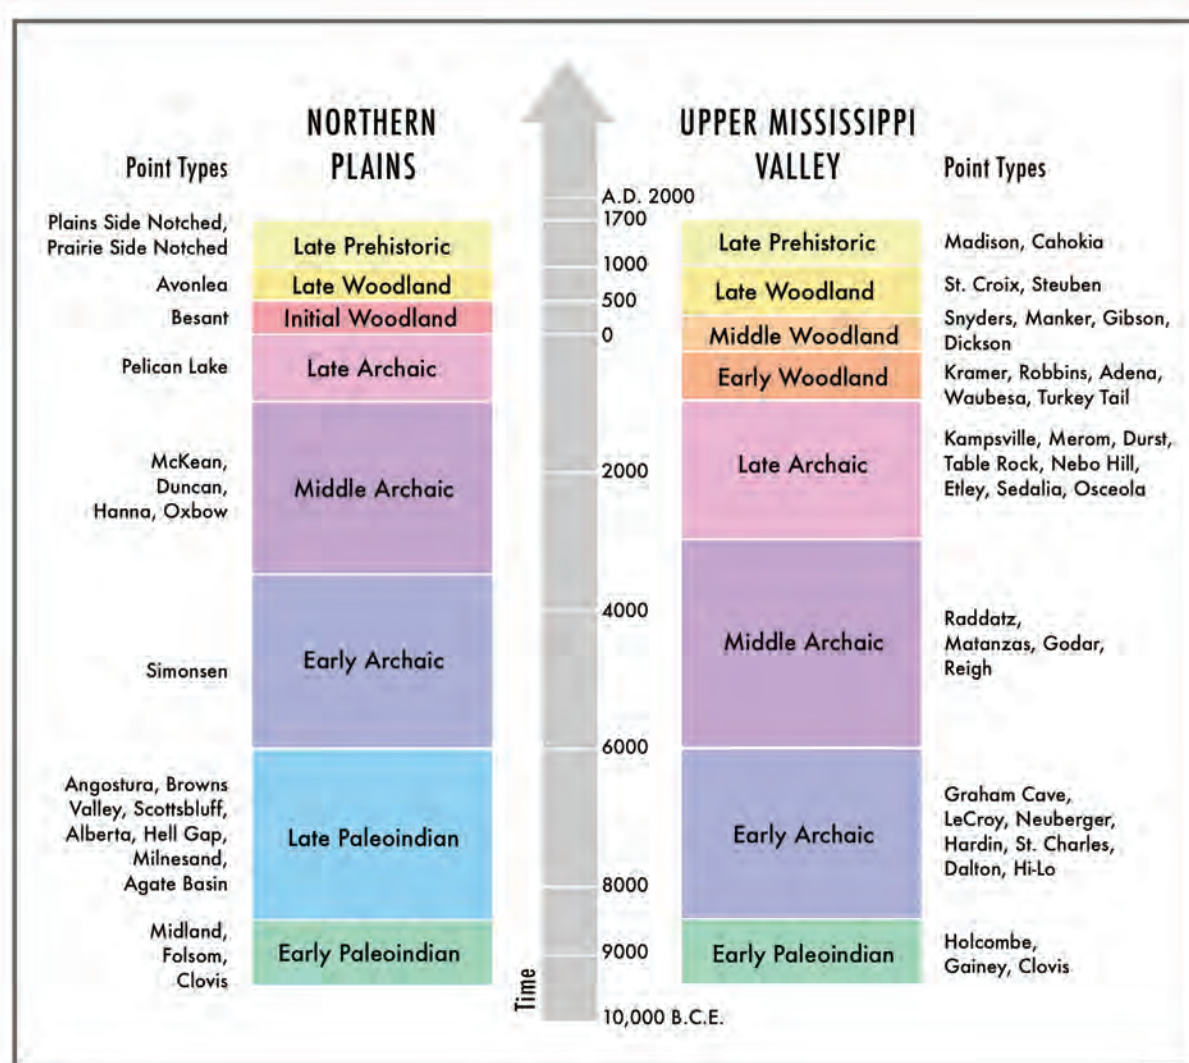 NORTHERN
PLAINS
UPPER MISSISSIPPI
VALLEY
Point Types
Point Types
Plains Side Notched,
Prairie Side Notched
Avonlea
Besant
Pelican Lake
McKean,
Duncan,
Hanna, Oxbow
Simonsen
Angostura, Browns
Valley, Scottsbluff,
Alberta, Hell Gap,
Milnesand,
Agate Basin
Midland,
Folsom,
Clovis
Late Prehistoric
Late Woodland
Initial Woodland
Late Archaic
Middle Archaic
Early Archaic
Late Paleoindian
Early Paleoindian
A.D. 2000
1700
1000
500
0
2000
4000
6000
8000
9000
10,000 B.C.E.
Time
Late Prehistoric
Late Woodland
Middle Woodland
Early Woodland
Late Archaic
Middle Archaic
Early Archaic
Early Paleoindian
Madison, Cahokia
St. Croix, Steuben
Snyders, Manker, Gibson,
Dickson
Kramer, Robbins, Adena,
Waubesa, Turkey Tail
Kampsville, Merom, Durst,
Table Rock, Nebo Hill,
Etley, Sedalia, Osceola
Raddatz,
Matanzas, Godar,
Reigh
Graham Cave,
LeCroy, Neuberger,
Hardin, St. Charles,
Dalton, Hi-Lo
Holcombe,
Gainey, Clovis